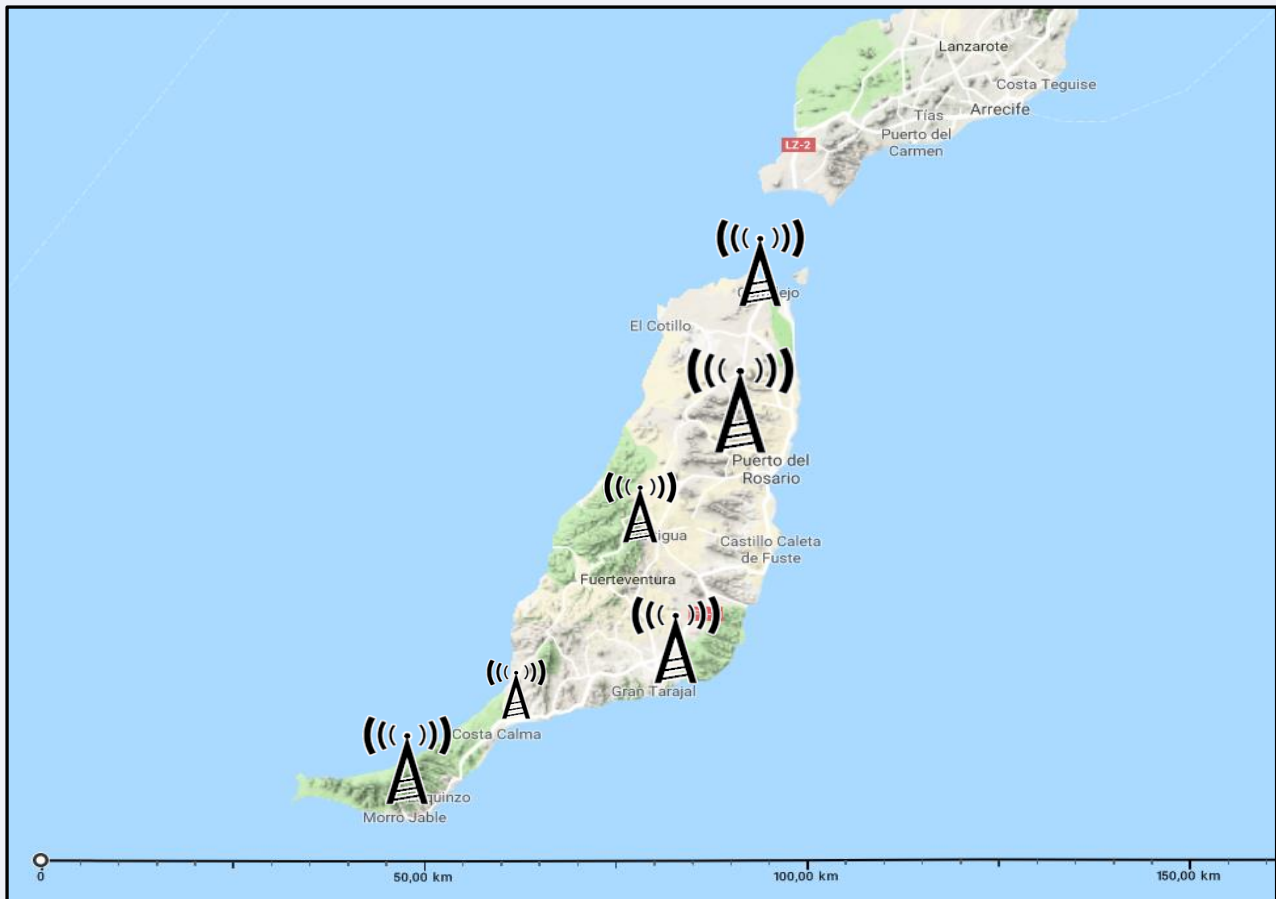 Lanzarote
Costa Teguise
Arrecife
Tías
Puerto del
Carmen
LZ-2
El Cotillo
Puerto del
Rosario
Castillo Caleta
de Fuste
Fuerteventura
Gran Tarajal
Costa Calma
Morro Jable
0
50,00 km
100,00 km
150,00 km